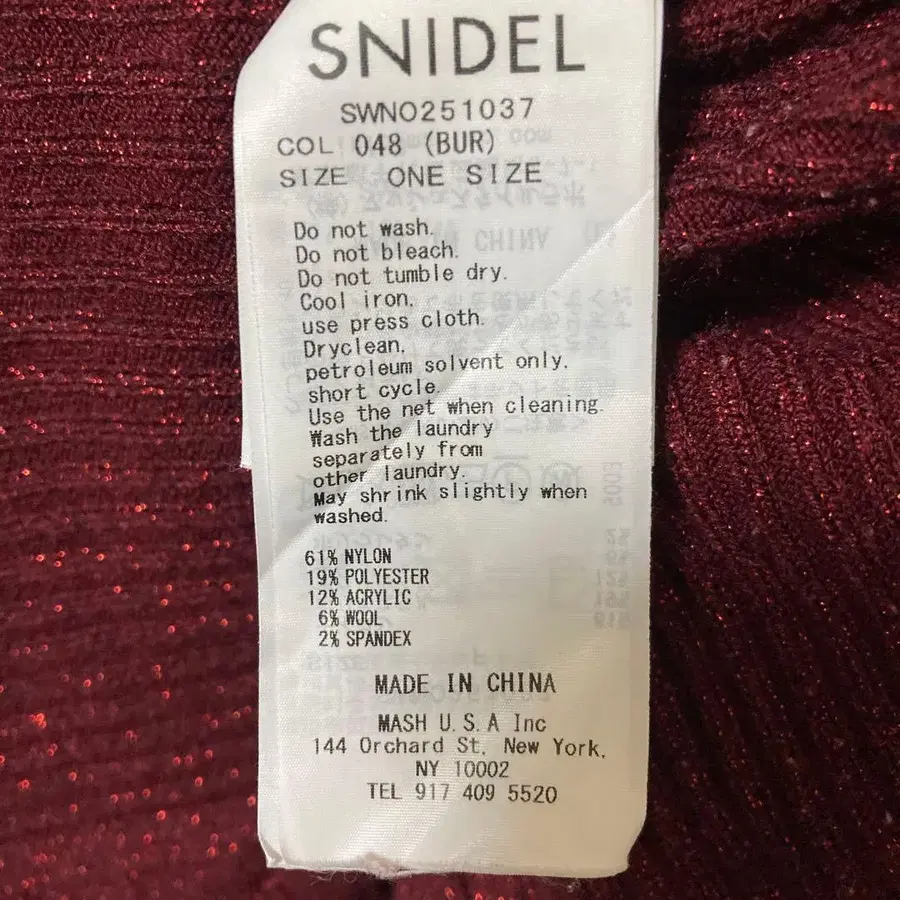 SNIDEL
SWNO251037
COL 048 (BUR)
SIZE ONE SIZE
Do not wash.
Do not bleach.
Do not tumble dry.
Cool iron,
use press cloth.
Dryclean,
petroleum solvent only.
short cycle.
Use the net when cleaning.
Wash the laundry
separately from
other laundry.
May shrink slightly when
washed.
61% NYLON
19% POLYESTER
12% ACRYLIC
6% WOOL
2% SPANDEX
MADE IN CHINA
MASH U.S.A Inc
144 Orchard St, New York,
NY 10002
TEL 917 409 5520